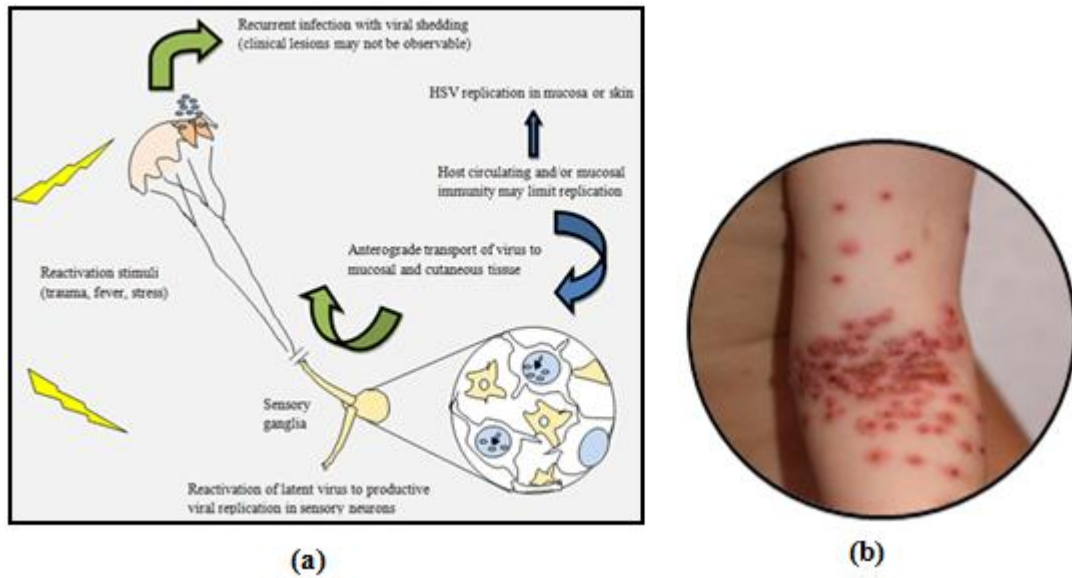 Recurrent infection with viral shedding
(clinical lesions may not be observable)
HSV replication in mucosa or skin
Host circulating and/or mucosal
immunity may limit replication
Anterograde transport of virus to
mucosal and cutaneous tissue
Reactivation stimuli
(trauma, fever, stress)
Sensory
ganglia
Reactivation of latent virus to productive
viral replication in sensory neurons
(a)
(b)